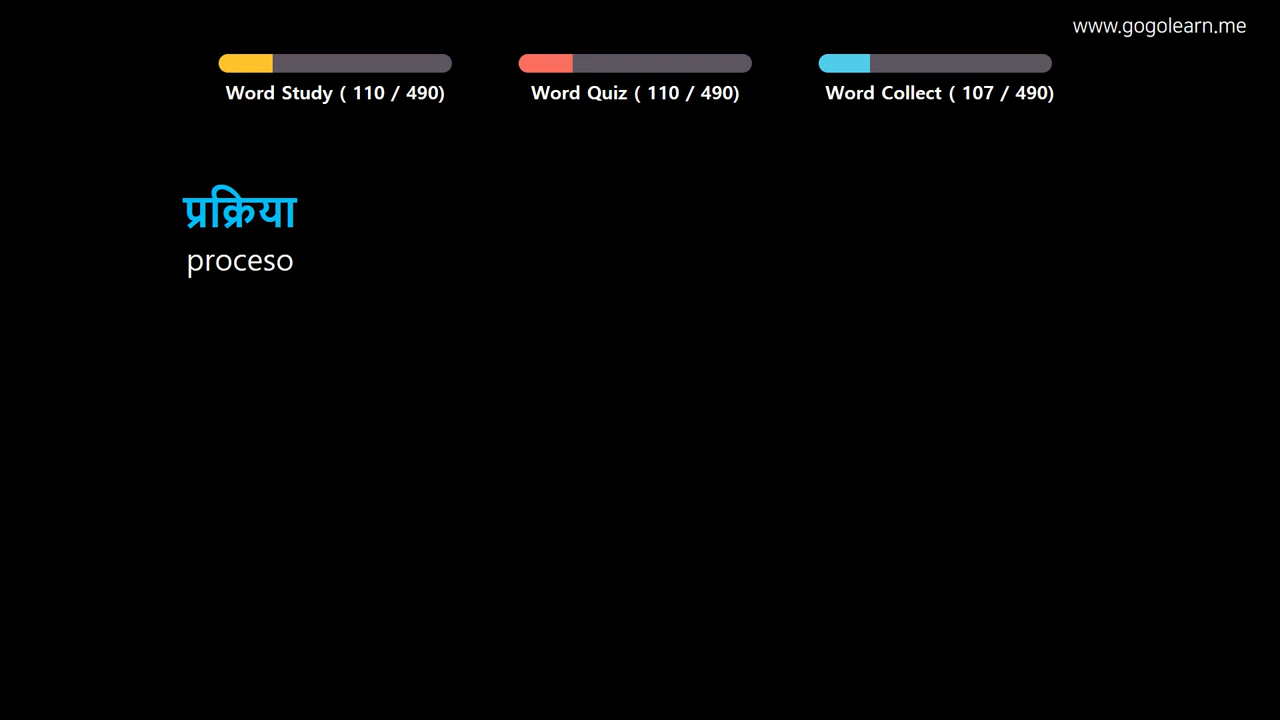 www.gogolearn.me
Word Study ( 110 / 490)
Word Quiz ( 110 / 490)
Word Collect ( 107 / 490)
प्रक्रिया
proceso